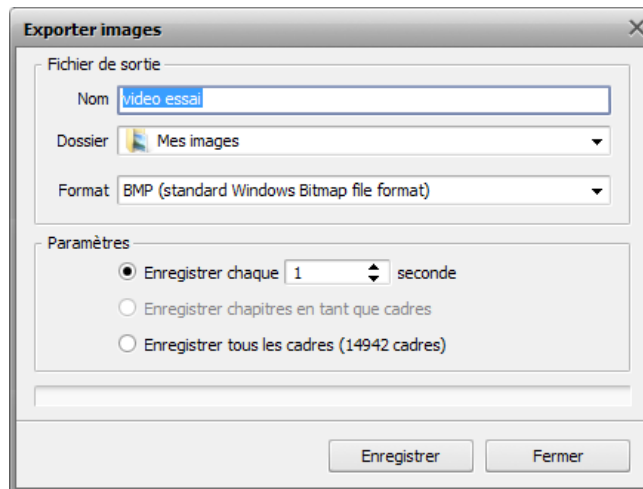 Exporter images
Fichier de sortie
Nom video essai
Dossier Mes images
Format BMP (standard Windows Bitmap file format)
Paramètres
Enregistrer chaque 1 seconde
Enregistrer chapitres en tant que cadres
Enregistrer tous les cadres (14942 cadres)
Enregistrer Fermer